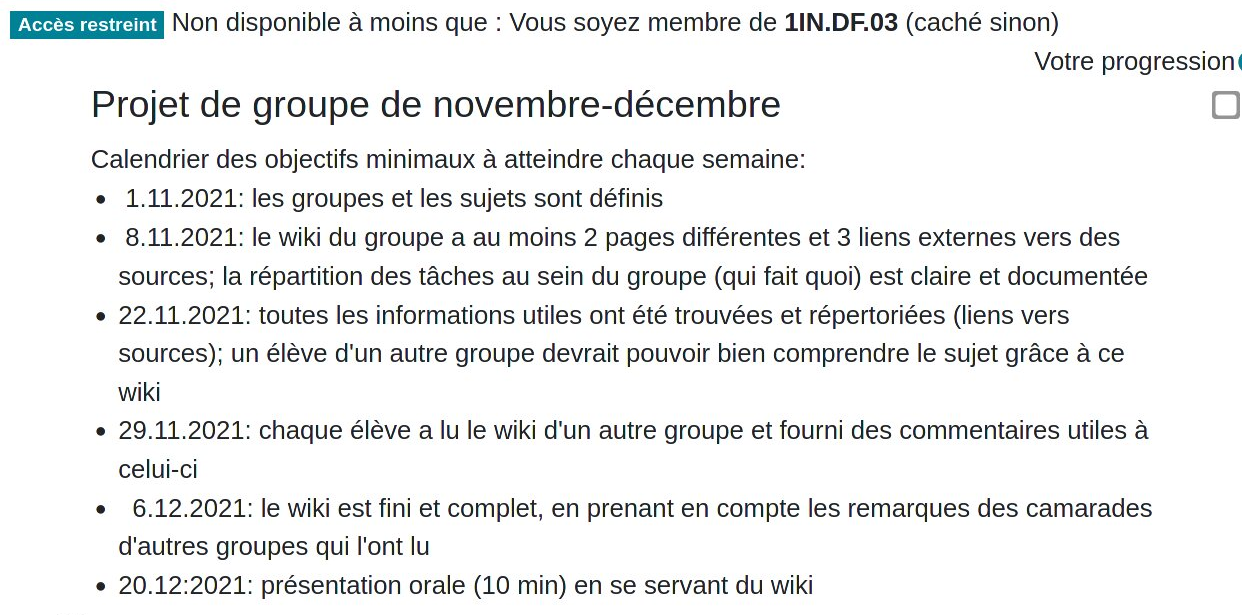 Accès restreint Non disponible à moins que : Vous soyez membre de 1IN.DF.03 (caché sinon)
Votre progression
Projet de groupe de novembre-décembre
Calendrier des objectifs minimaux à atteindre chaque semaine:
• 1.11.2021: les groupes et les sujets sont définis
• 8.11.2021: le wiki du groupe a au moins 2 pages différentes et 3 liens externes vers des
sources; la répartition des tâches au sein du groupe (qui fait quoi) est claire et documentée
• 22.11.2021: toutes les informations utiles ont été trouvées et répertoriées (liens vers
sources); un élève d'un autre groupe devrait pouvoir bien comprendre le sujet grâce à ce
wiki
• 29.11.2021: chaque élève a lu le wiki d'un autre groupe et fourni des commentaires utiles à
celui-ci
• 6.12.2021: le wiki est fini et complet, en prenant en compte les remarques des camarades
d'autres groupes qui l'ont lu
• 20.12:2021: présentation orale (10 min) en se servant du wiki